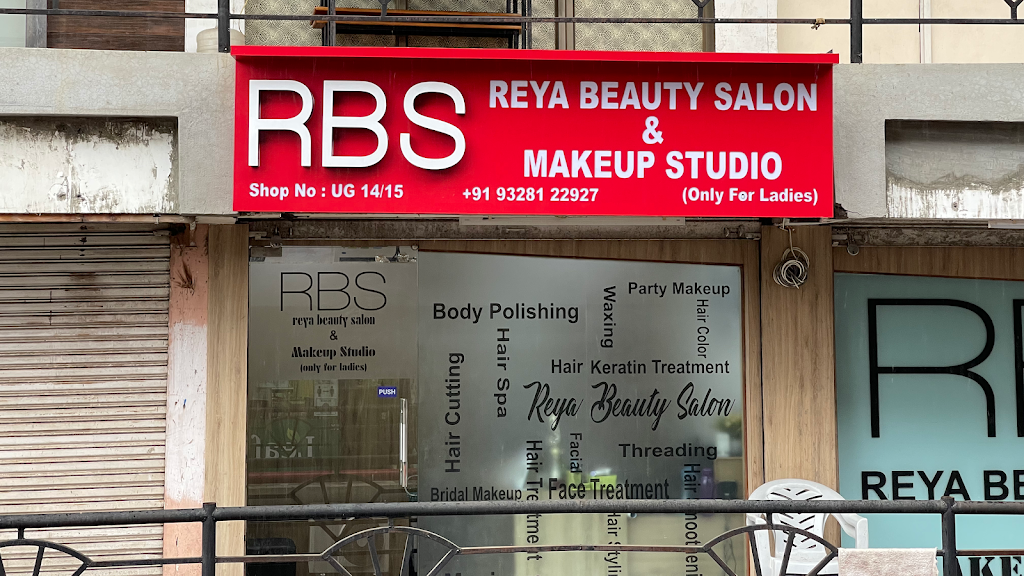 RBS
REYA BEAUTY SALON
&
MAKEUP STUDIO
Shop No : UG 14/15
+91 93281 22927
(Only For Ladies)
RBS
reya beauty salon
&
Makeup Studio
(only for ladies)
PUSH
Body Polishing
Waxing
Party Makeup
Hair Color
Hair Spa
Hair Cutting
Hair Keratin Treatment
Reya Beauty Salon
Facial
Threading
Bridal Makeup
Face Treatment
Hair
Hair
R
REYA BE